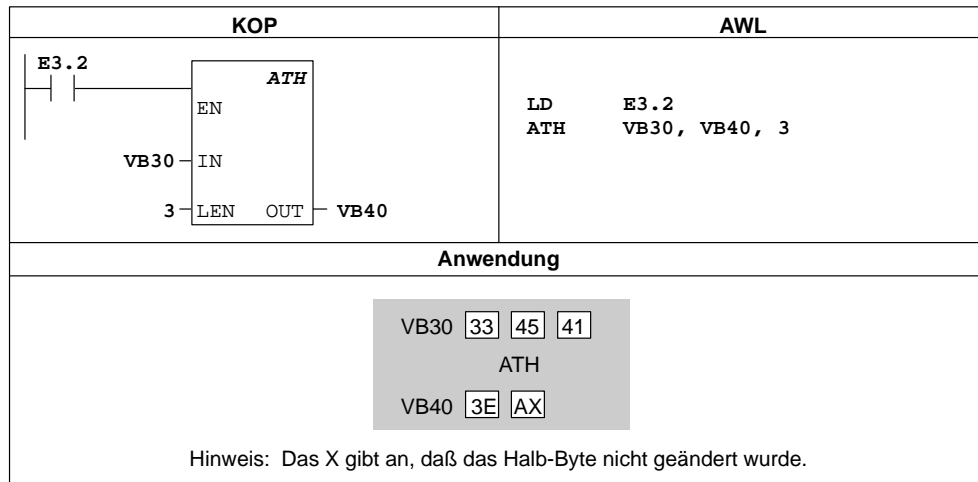 KOP AWL
E3.2
ATH
EN
VB30 IN
3 LEN OUT VB40
LD E3.2
ATH VB30, VB40, 3
Anwendung
VB30 33 45 41
ATH
VB40 3E AX
Hinweis: Das X gibt an, daß das Halb-Byte nicht geändert wurde.